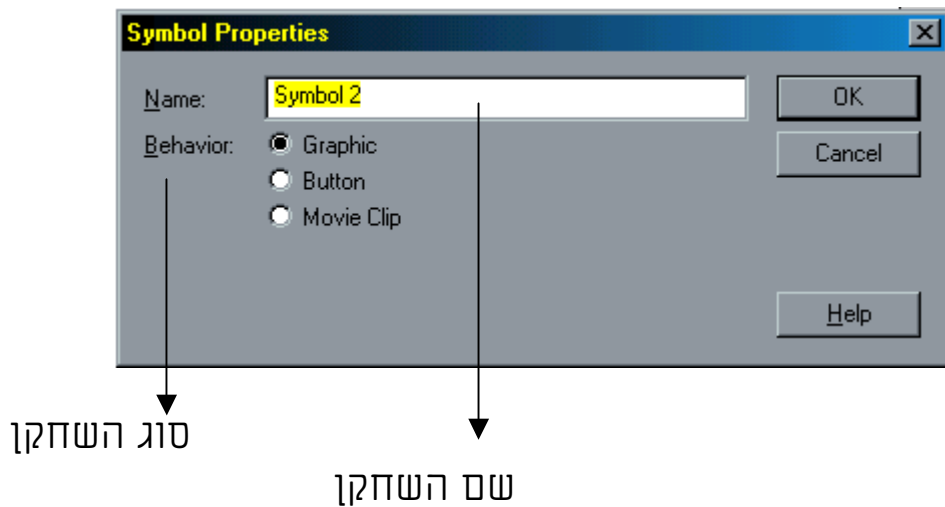 Symbol Properties
Name: Symbol 2 OK
Behavior: Graphic Cancel
Button
Movie Clip
Help
סוג השחקן
שם השחקן